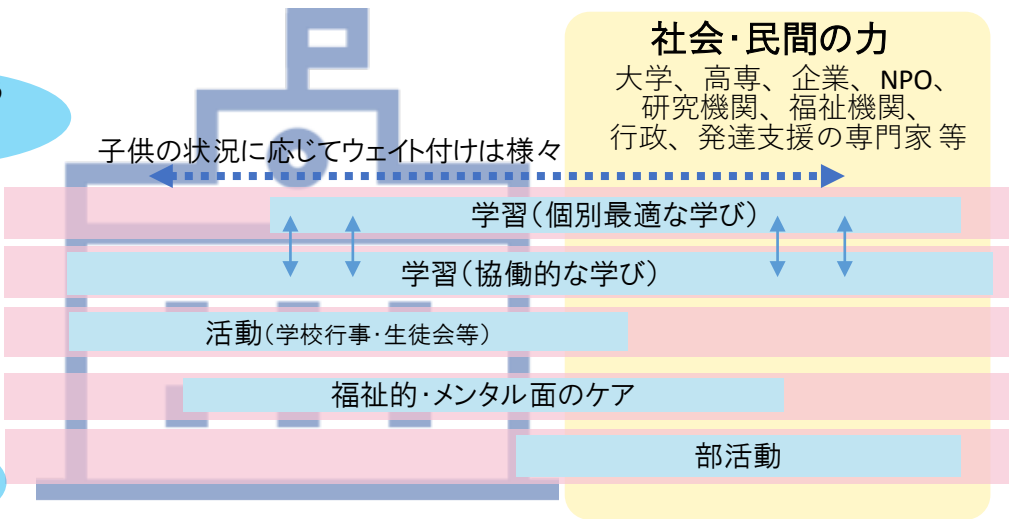 社会・民間の力
大学、高専、企業、NPO、
研究機関、福祉機関、
行政、発達支援の専門家 等
子供の状況に応じてウェイト付けは様々
学習（個別最適な学び）
学習（協働的な学び）
活動（学校行事・生徒会等）
福祉的・メンタル面のケア
部活動